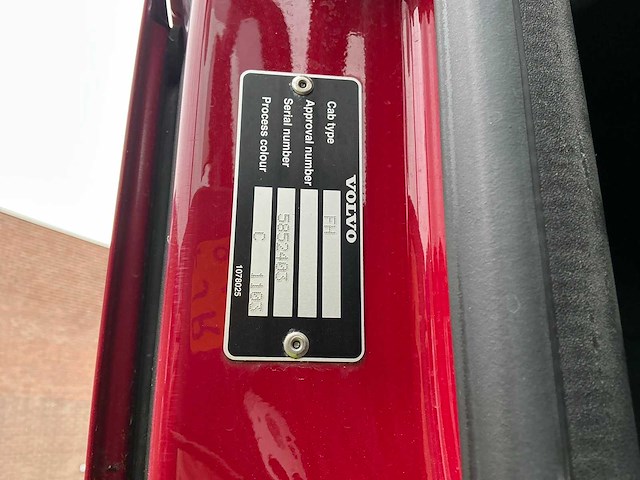 VOLVO
Cab type FH
Approval number
Serial number 5852403
Process colour C 1103
1078025